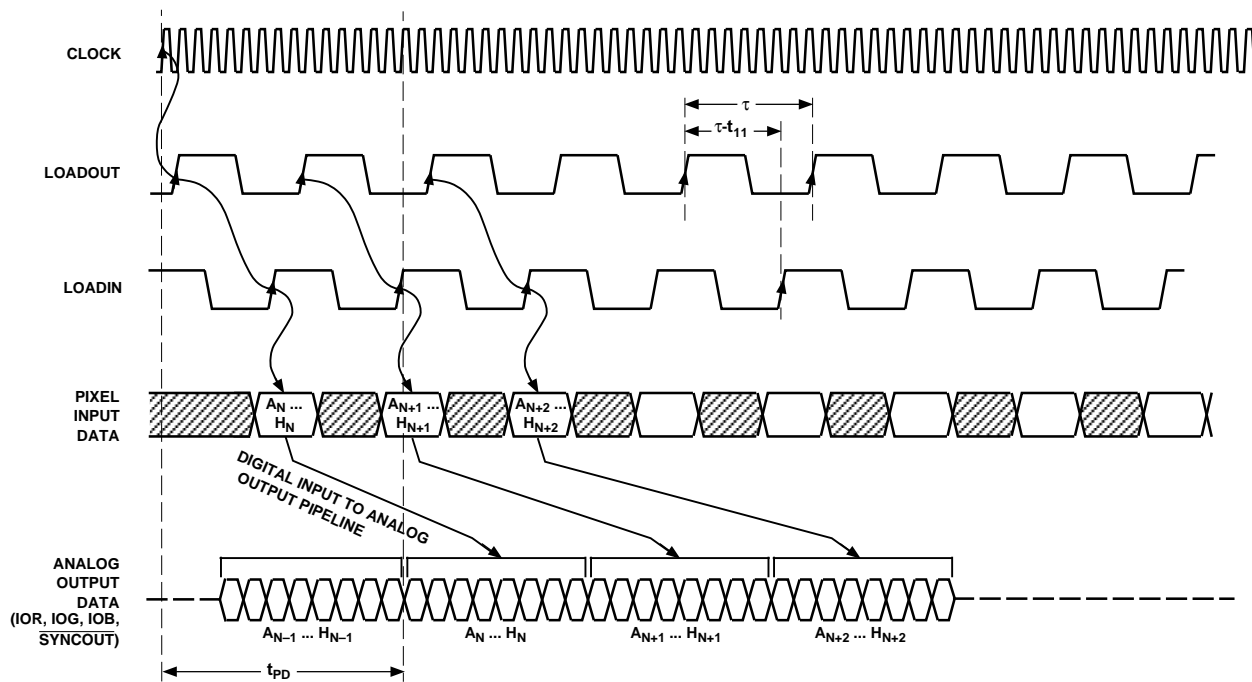 CLOCK
τ
τ-t11
LOADOUT
LOADIN
PIXEL
INPUT
DATA
AN ...
HN
AN+1 ...
HN+1
AN+2 ...
HN+2
DIGITAL INPUT TO ANALOG
OUTPUT PIPELINE
ANALOG
OUTPUT
DATA
(IOR, IOG, IOB,
SYNCOUT)
AN–1 ... HN–1
AN ... HN
AN+1 ... HN+1
AN+2 ... HN+2
tPD